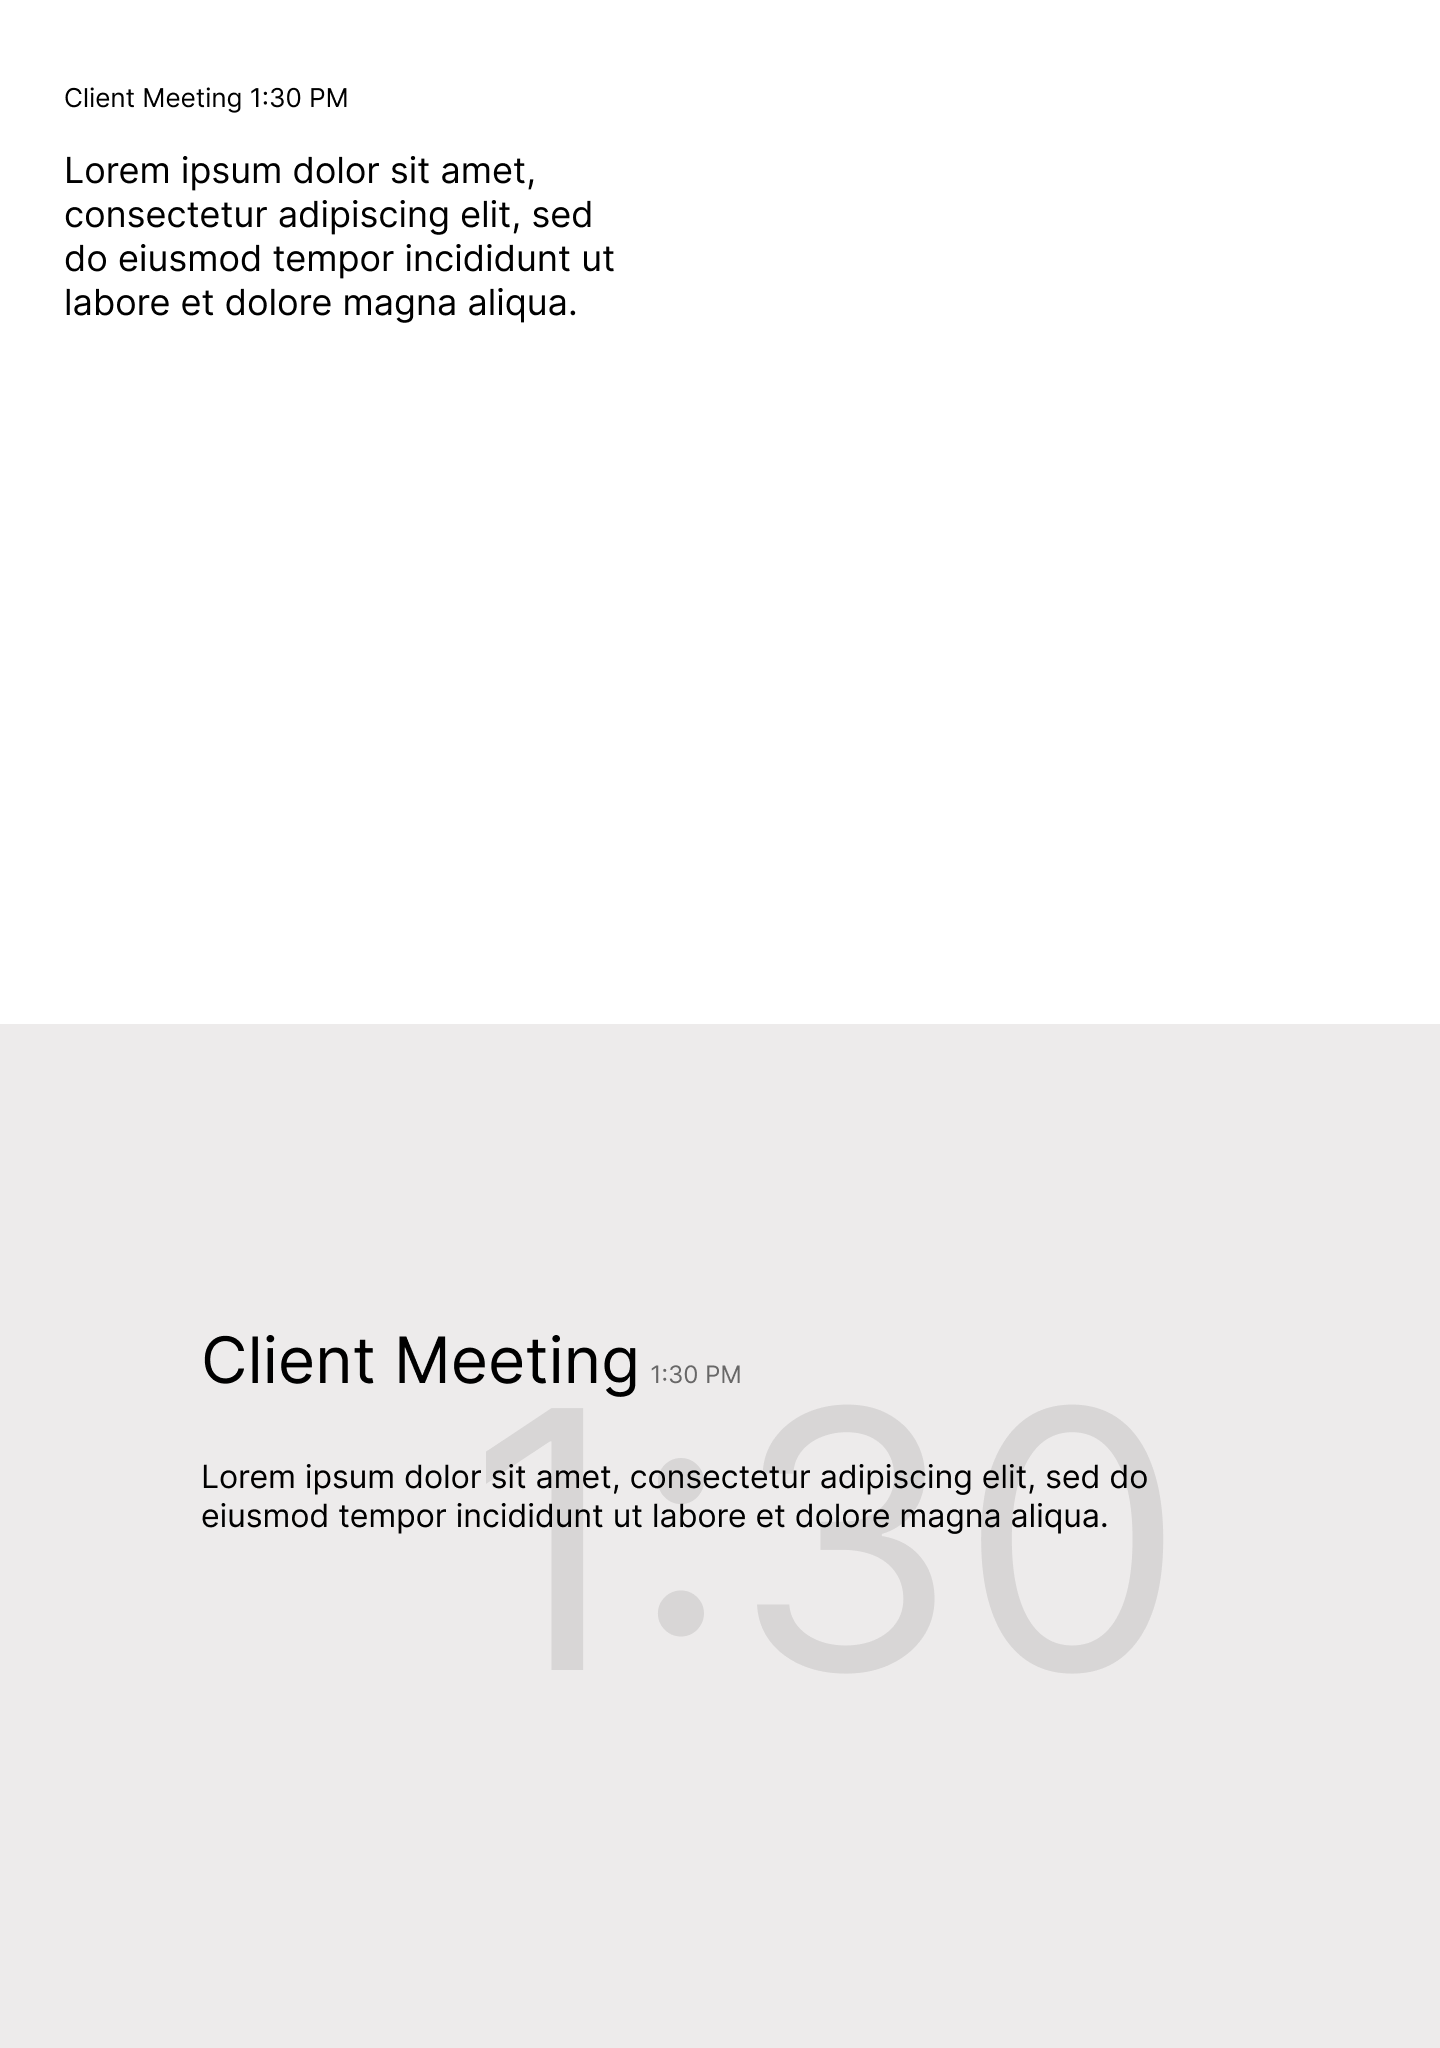 Client Meeting 1:30 PM
Lorem ipsum dolor sit amet,
consectetur adipiscing elit, sed
do eiusmod tempor incididunt ut
labore et dolore magna aliqua.
Client Meeting 1:30 PM
1:30
Lorem ipsum dolor sit amet, consectetur adipiscing elit, sed do
eiusmod tempor incididunt ut labore et dolore magna aliqua.